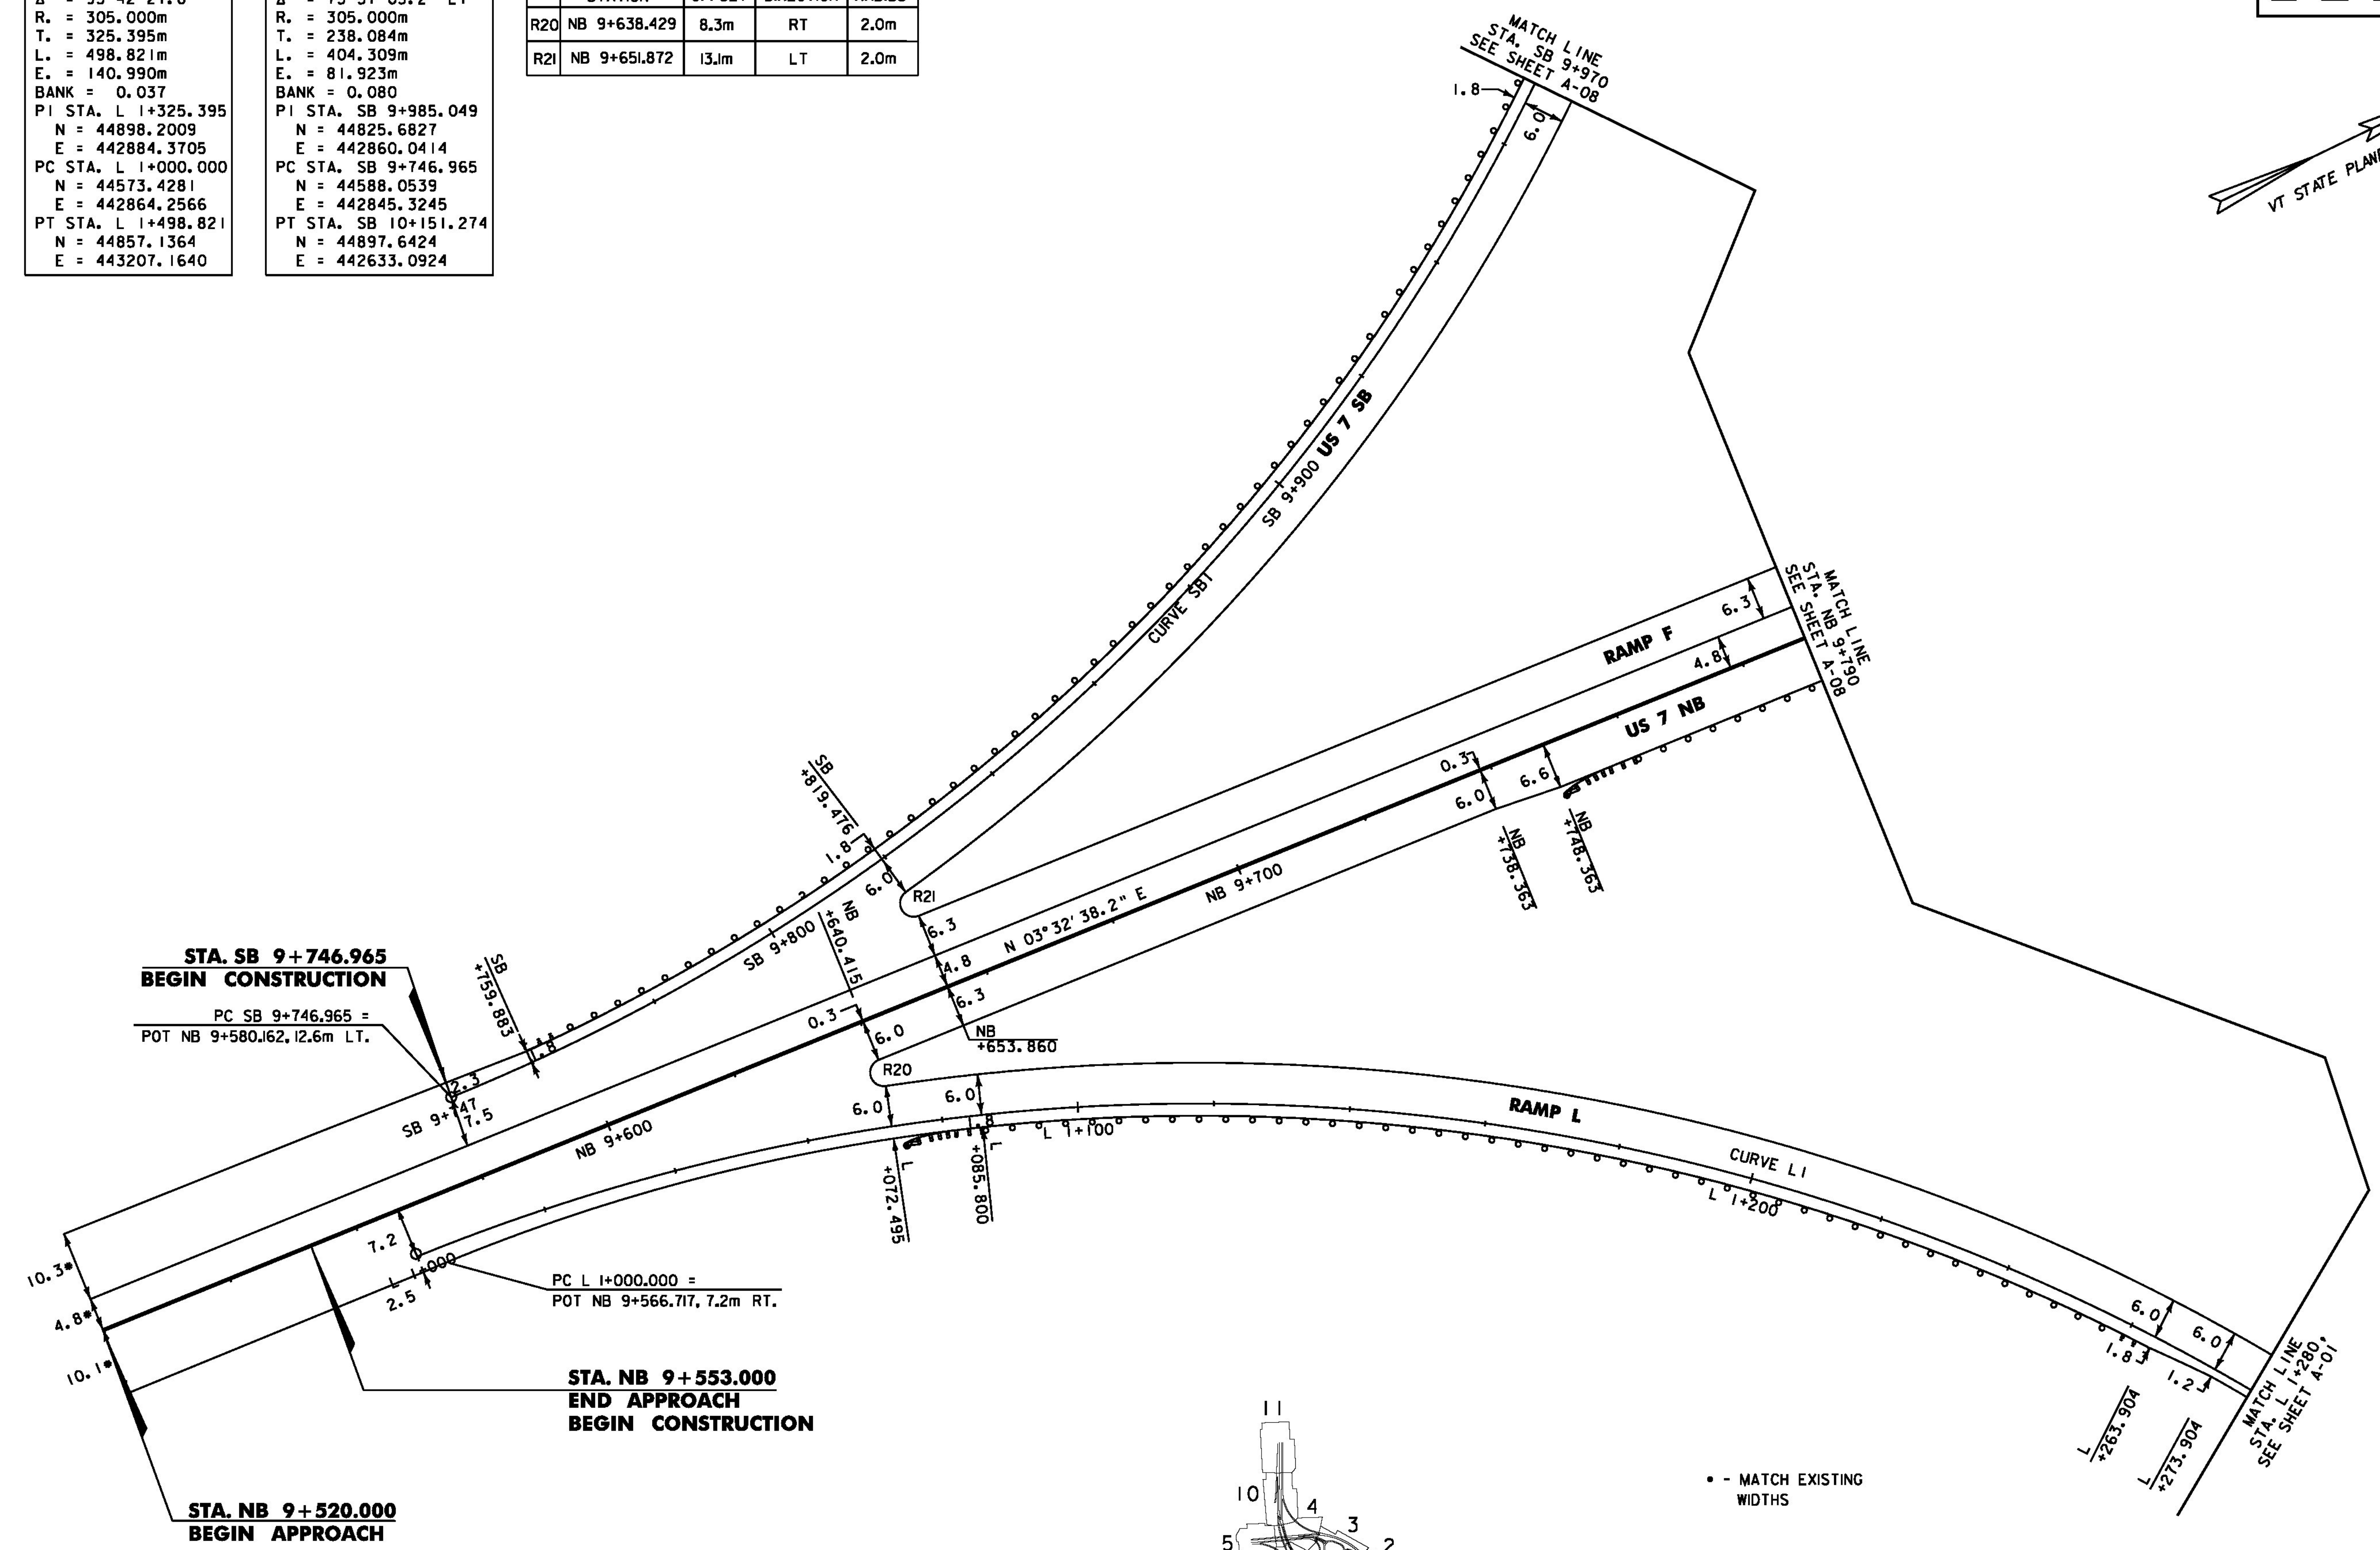 R. = 305.000m
T. = 325.395m
L. = 498.821m
E. = 140.990m
BANK = 0.037
PI STA. L 1+325.395
N = 44898.2009
E = 442884.3705
PC STA. L 1+000.000
N = 44573.4281
E = 442864.2566
PT STA. L 1+498.821
N = 44857.1364
E = 443207.1640
R. = 305.000m
T. = 238.084m
L. = 404.309m
E. = 81.923m
BANK = 0.080
PI STA. SB 9+985.049
N = 44825.6827
E = 442860.0414
PC STA. SB 9+746.965
N = 44588.0539
E = 442845.3245
PT STA. SB 10+151.274
N = 44897.6424
E = 442633.0924
R20 NB 9+638.429 8.3m RT 2.0m
R21 NB 9+651.872 13.1m LT 2.0m
MATCH LINE
STA. SB 9+970
SEE SHEET A-08
1.8
6.0
VT STATE PLANE
SB 9+900 US 7 SB
CURVE SB1
MATCH LINE
STA. NB 9+790
SEE SHEET A-08
6.3
RAMP F
4.8
US 7 NB
0.3
6.0
6.6
NB
+738.363
NB
+748.363
SB
+819.476
1.8
6.0
R21
6.3
4.8
6.3
N 03°32'38.2" E
NB 9+700
NB
+640.415
SB 9+800
0.3
6.0
NB
+653.860
R20
6.0
6.0
STA. SB 9+746.965
BEGIN CONSTRUCTION
PC SB 9+746.965 =
POT NB 9+580.162, 12.6m LT.
SB
+759.883
1.8
2.3
SB 9+747
7.5
NB 9+600
L
+072.495
L
+085.800
L 1+100
RAMP L
CURVE L1
L 1+200
7.2
L 1+000
2.5
PC L 1+000.000 =
POT NB 9+566.717, 7.2m RT.
10.3*
4.8*
10.1*
STA. NB 9+553.000
END APPROACH
BEGIN CONSTRUCTION
STA. NB 9+520.000
BEGIN APPROACH
6.0
6.0
1.8
1.2
L
+263.904
L
+273.904
MATCH LINE
STA. L 1+280,
SEE SHEET A-01
• - MATCH EXISTING
WIDTHS
11
10
4
3
5
2